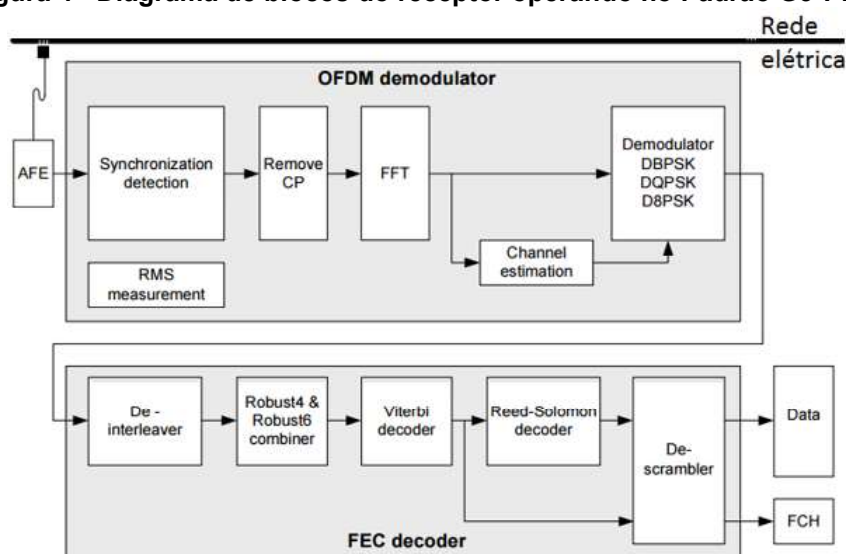 Rede
elétrica
OFDM demodulator
AFE
Synchronization
detection
Remove
CP
FFT
Demodulator
DBPSK
DQPSK
D8PSK
Channel
estimation
RMS
measurement
De -
interleaver
Robust4 &
Robust6
combiner
Viterbi
decoder
Reed-Solomon
decoder
De-
scrambler
Data
FCH
FEC decoder